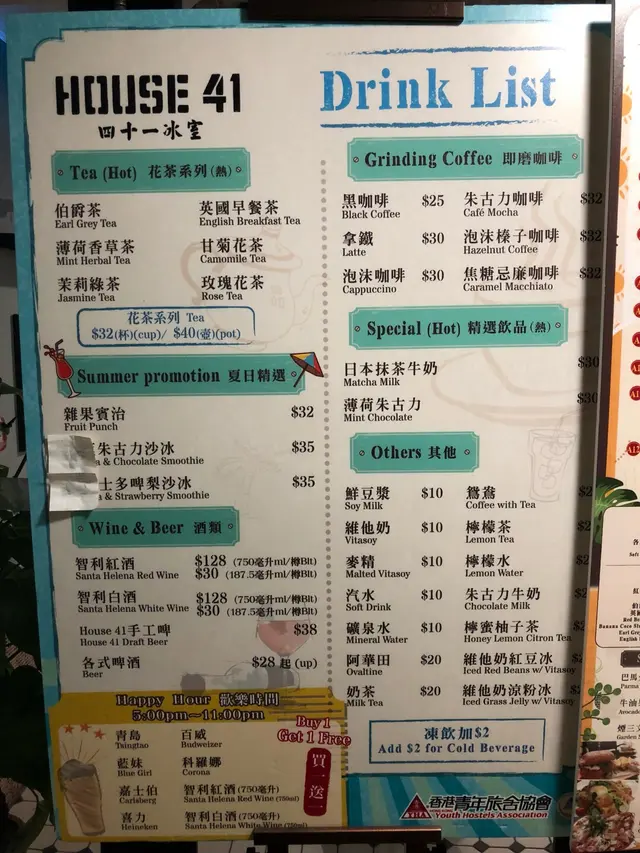 HOUSE 41
四十一冰室
Drink List
Tea (Hot) 花茶系列(熱)
伯爵茶 英國早餐茶
Earl Grey Tea English Breakfast Tea
薄荷香草茶 甘菊花茶
Mint Herbal Tea Camomile Tea
茉莉綠茶 玫瑰花茶
Jasmine Tea Rose Tea
花茶系列 Tea
$32(杯)(cup)/ $40(壺)(pot)
Summer promotion 夏日精選
雜果賓治 $32
Fruit Punch
朱古力沙冰 $35
& Chocolate Smoothie
士多啤梨沙冰 $35
& Strawberry Smoothie
Wine & Beer 酒類
智利紅酒 $128 (750毫升ml/樽Blt)
Santa Helena Red Wine $30 (187.5毫升ml/樽Blt)
智利白酒 $128 (750毫升ml/樽Blt)
Santa Helena White Wine $30 (187.5毫升ml/樽Blt)
House 41手工啤 $38
House 41 Draft Beer
各式啤酒 $28 起 (up)
Beer
Happy Hour 歡樂時間
5:00pm~11:00pm
Buy 1
Get 1 Free
買一送一
青島 百威
Tsingtao Budweizer
藍妹 科羅娜
Blue Girl Corona
嘉士伯 智利紅酒 (750毫升)
Carlsberg Santa Helena Red Wine (750ml)
喜力 智利白酒 (750毫升)
Heineken Santa Helena White Wine (750ml)
Grinding Coffee 即磨咖啡
黑咖啡 $25 朱古力咖啡 $32
Black Coffee Café Mocha
拿鐵 $30 泡沫榛子咖啡 $32
Latte Hazelnut Coffee
泡沫咖啡 $30 焦糖忌廉咖啡 $32
Cappuccino Caramel Macchiato
Special (Hot) 精選飲品(熱)
日本抹茶牛奶 $30
Matcha Milk
薄荷朱古力 $30
Mint Chocolate
Others 其他
鮮豆漿 $10 鴛鴦
Soy Milk Coffee with Tea
維他奶 $10 檸檬茶
Vitasoy Lemon Tea
麥精 $10 檸檬水
Malted Vitasoy Lemon Water
汽水 $10 朱古力牛奶
Soft Drink Chocolate Milk
礦泉水 $10 檸蜜柚子茶
Mineral Water Honey Lemon Citron Tea
阿華田 $20 維他奶紅豆冰
Ovaltine Iced Red Beans w/ Vitasoy
奶茶 $20 維他奶涼粉冰
Milk Tea Iced Grass Jelly w/ Vitasoy
凍飲加$2
Add $2 for Cold Beverage
YHA
香港青年旅舍協會
Youth Hostels Association